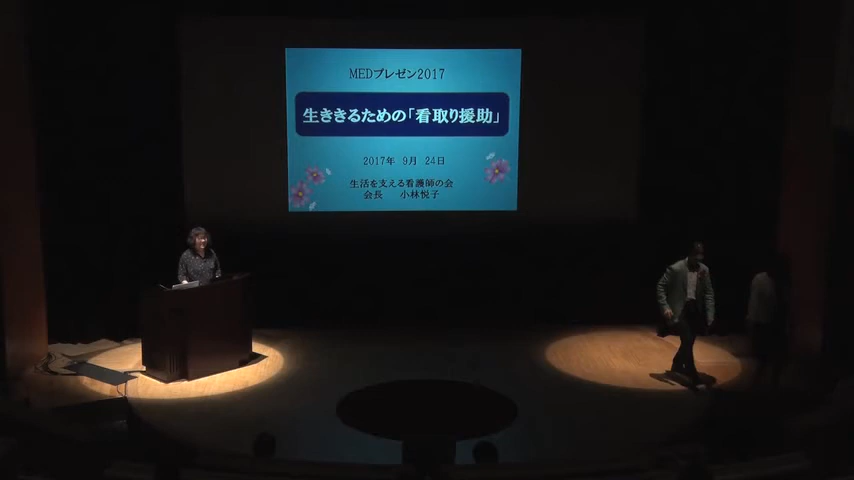 MEDプレゼン2017
生ききるための「看取り援助」
2017年 9月 24日
生活を支える看護師の会
会長 小林悦子